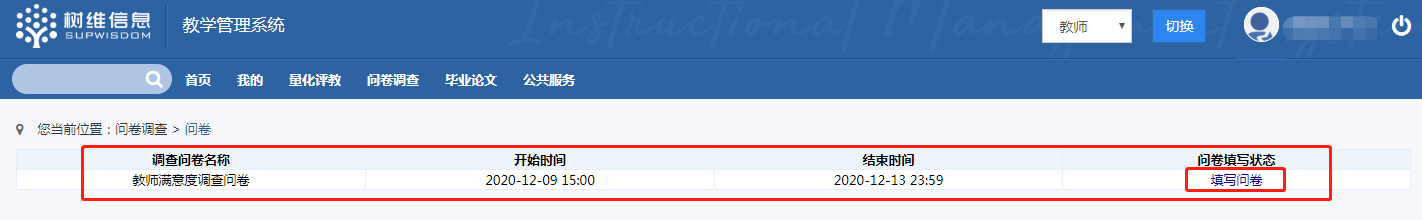 树维信息
SUPWISDOM
教学管理系统
Instructional Management System
教师
切换
首页 我的 量化评教 问卷调查 毕业论文 公共服务
您当前位置：问卷调查 > 问卷
调查问卷名称 开始时间 结束时间 问卷填写状态
教师满意度调查问卷 2020-12-09 15:00 2020-12-13 23:59 填写问卷